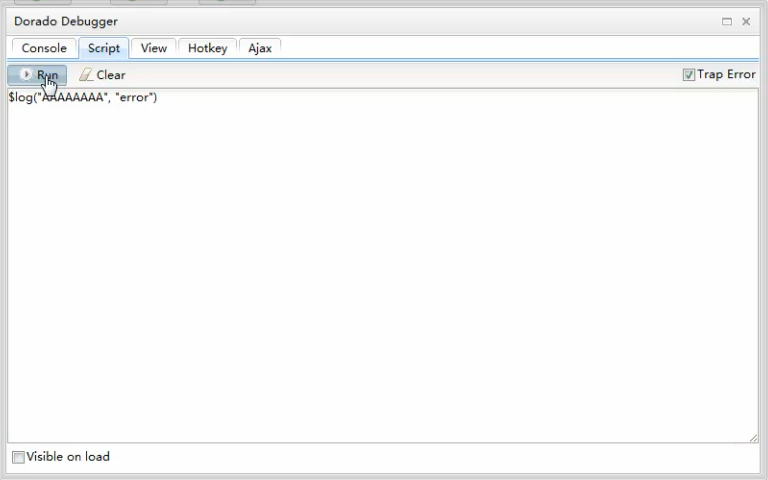 Dorado Debugger
Console Script View Hotkey Ajax
Run Clear Trap Error
$log("AAAAAAAA", "error")
Visible on load